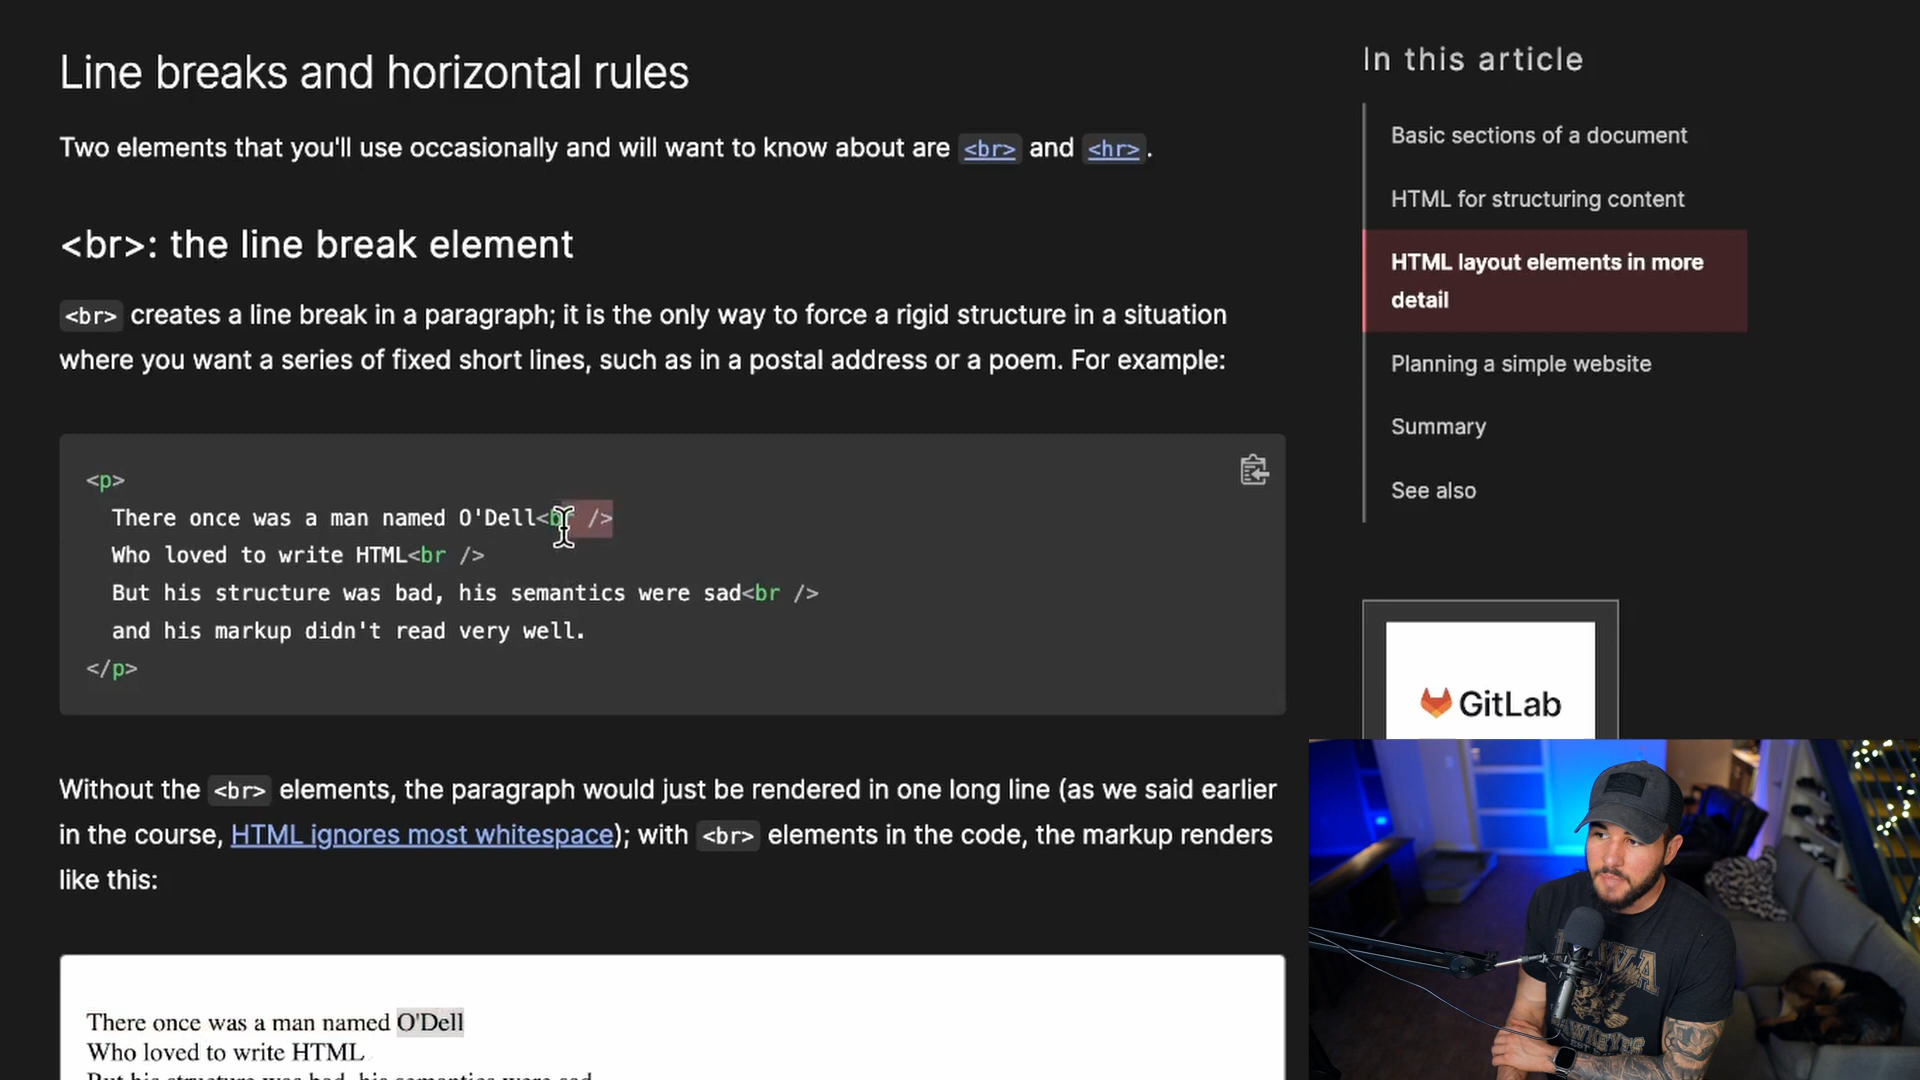 Line breaks and horizontal rules
Two elements that you'll use occasionally and will want to know about are <br> and <hr>.
<br>: the line break element
<br> creates a line break in a paragraph; it is the only way to force a rigid structure in a situation
where you want a series of fixed short lines, such as in a postal address or a poem. For example:
<p>
There once was a man named O'Dell<br />
Who loved to write HTML<br />
But his structure was bad, his semantics were sad<br />
and his markup didn't read very well.
</p>
Without the <br> elements, the paragraph would just be rendered in one long line (as we said earlier
in the course, HTML ignores most whitespace); with <br> elements in the code, the markup renders
like this:
There once was a man named O'Dell
Who loved to write HTML
But his structure was bad, his semantics were sad
In this article
Basic sections of a document
HTML for structuring content
HTML layout elements in more
detail
Planning a simple website
Summary
See also
GitLab